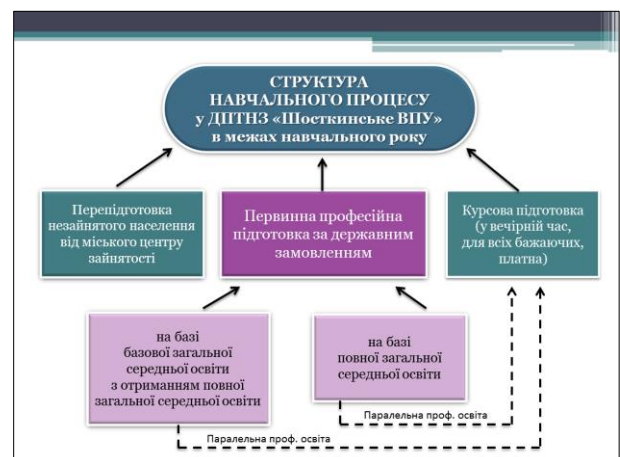 СТРУКТУРА
НАВЧАЛЬНОГО ПРОЦЕСУ
у ДПТНЗ «Шосткинське ВПУ»
в межах навчального року
Перепідготовка
незайнятого населення
від міського центру
зайнятості
Первинна професійна
підготовка за державним
замовленням
Курсова підготовка
(у вечірній час,
для всіх бажаючих,
платна)
на базі
базової загальної
середньої освіти
з отриманням повної
загальної середньої освіти
на базі
повної загальної
середньої освіти
Паралельна проф. освіта
Паралельна проф. освіта